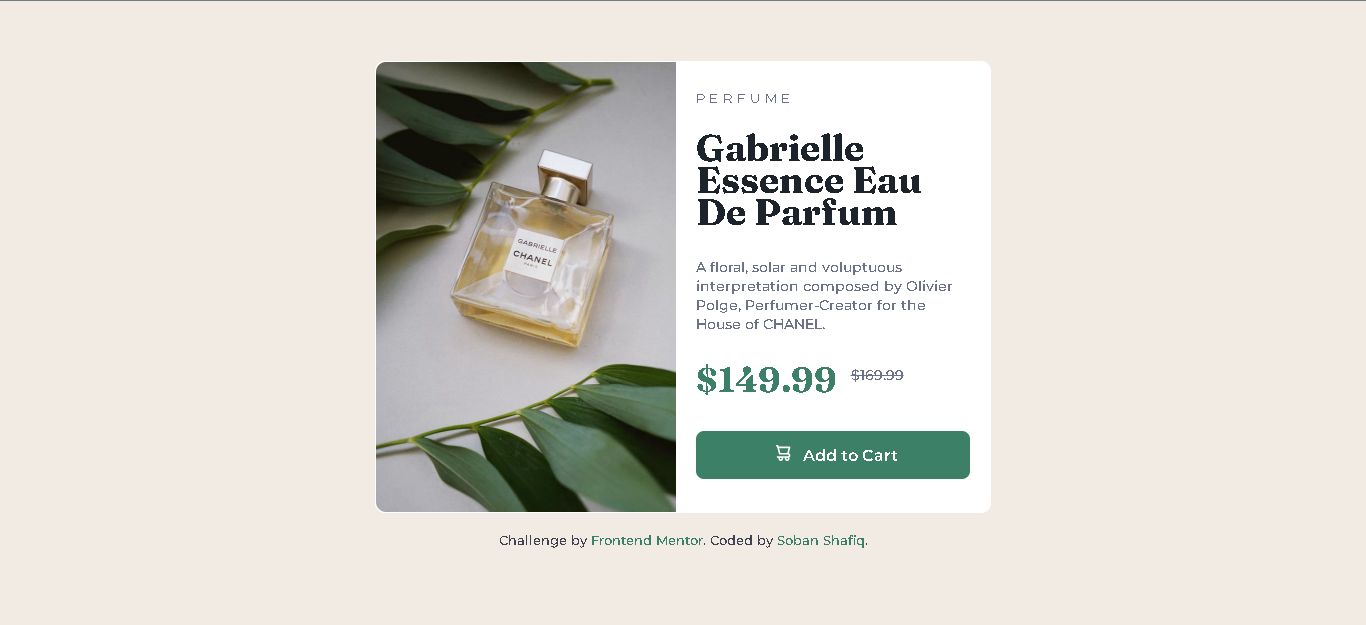 GABRIELLE
CHANEL
PARIS
PERFUME
Gabrielle
Essence Eau
De Parfum
A floral, solar and voluptuous
interpretation composed by Olivier
Polge, Perfumer-Creator for the
House of CHANEL.
$149.99 $169.99
Add to Cart
Challenge by Frontend Mentor. Coded by Soban Shafiq.